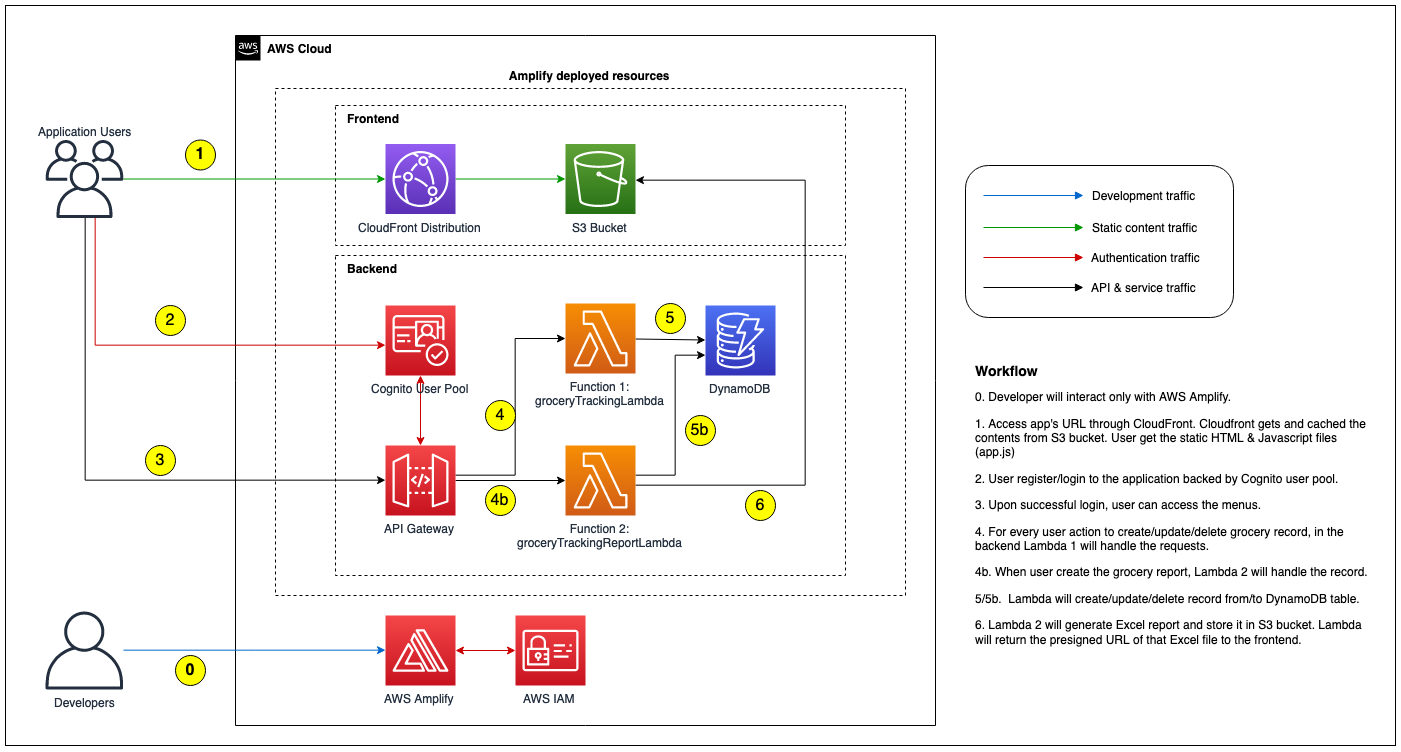 aws
AWS Cloud
Amplify deployed resources
Application Users
1
Frontend
CloudFront Distribution
S3 Bucket
Development traffic
Static content traffic
Authentication traffic
API & service traffic
Backend
2
Cognito User Pool
5
Function 1:
groceryTrackingLambda
DynamoDB
4
5b
3
4b
6
API Gateway
Function 2:
groceryTrackingReportLambda
Workflow
0. Developer will interact only with AWS Amplify.
1. Access app's URL through CloudFront. Cloudfront gets and cached the
contents from S3 bucket. User get the static HTML & Javascript files
(app.js)
2. User register/login to the application backed by Cognito user pool.
3. Upon successful login, user can access the menus.
4. For every user action to create/update/delete grocery record, in the
backend Lambda 1 will handle the requests.
4b. When user create the grocery report, Lambda 2 will handle the record.
5/5b.  Lambda will create/update/delete record from/to DynamoDB table.
6. Lambda 2 will generate Excel report and store it in S3 bucket. Lambda
will return the presigned URL of that Excel file to the frontend.
0
Developers
AWS Amplify
AWS IAM